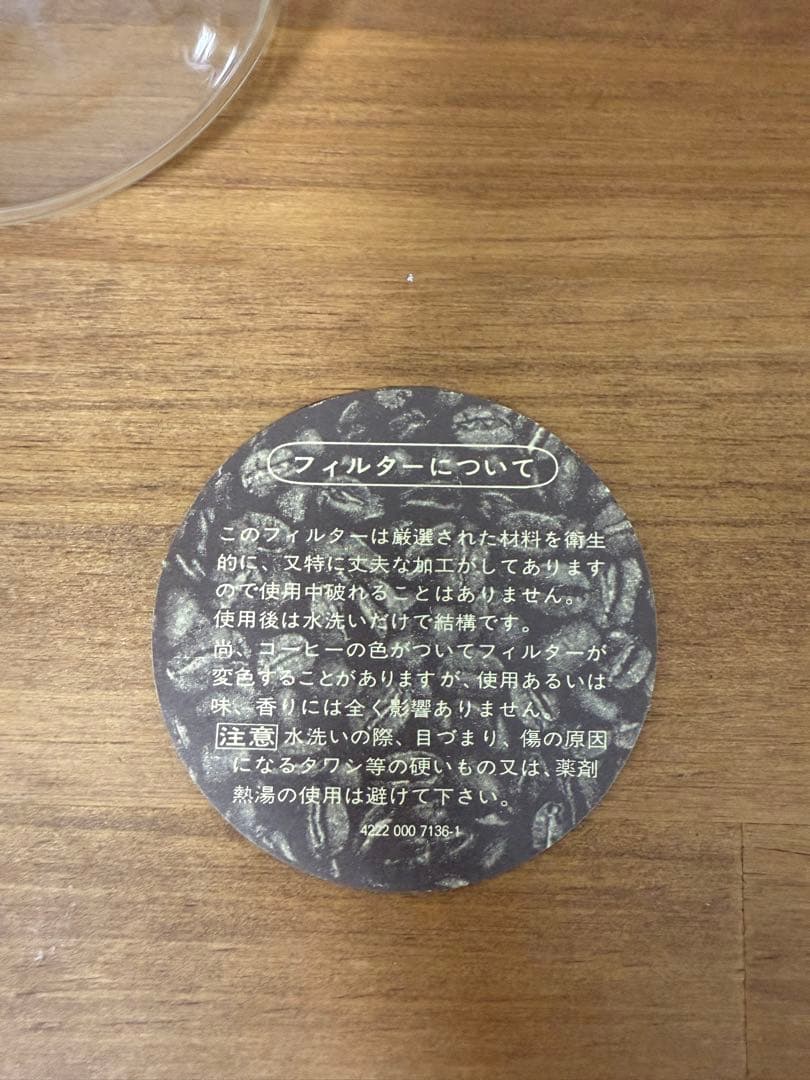 フィルターについて
このフィルターは厳選された材料を衛生
的に、又特に丈夫な加工がしてあります
ので使用中破れることはありません。
使用後は水洗いだけで結構です。
尚、コーヒーの色がついてフィルターが
変色することがありますが、使用あるいは
味、香りには全く影響ありません。
注意 水洗いの際、目づまり、傷の原因
になるタワシ等の硬いもの又は、薬剤
熱湯の使用は避けて下さい。
4222 000 7136-1